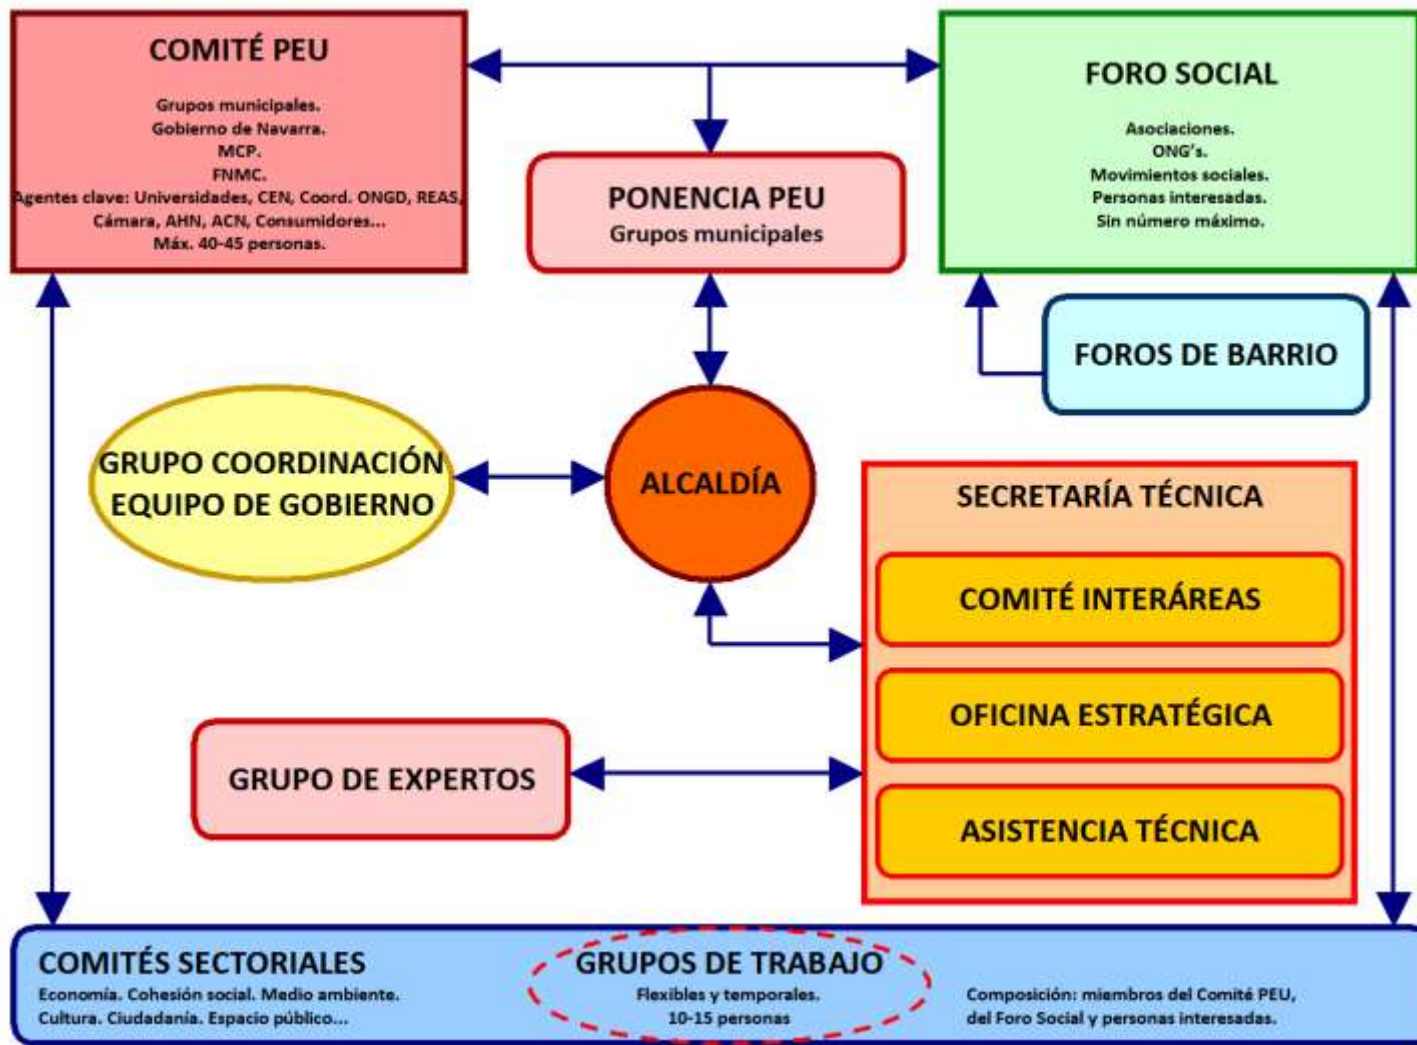 COMITÉ PEU
Grupos municipales.
Gobierno de Navarra.
MCP.
FNMC.
Agentes clave: Universidades, CEN, Coord. ONGD, REAS,
Cámara, AHN, ACN, Consumidores...
Máx. 40-45 personas.
PONENCIA PEU
Grupos municipales
FORO SOCIAL
Asociaciones.
ONG's.
Movimientos sociales.
Personas interesadas.
Sin número máximo.
FOROS DE BARRIO
GRUPO COORDINACIÓN
EQUIPO DE GOBIERNO
ALCALDÍA
SECRETARÍA TÉCNICA
COMITÉ INTERÁREAS
OFICINA ESTRATÉGICA
ASISTENCIA TÉCNICA
GRUPO DE EXPERTOS
COMITÉS SECTORIALES
Economía. Cohesión social. Medio ambiente.
Cultura. Ciudadanía. Espacio público...
GRUPOS DE TRABAJO
Flexibles y temporales.
10-15 personas
Composición: miembros del Comité PEU,
del Foro Social y personas interesadas.